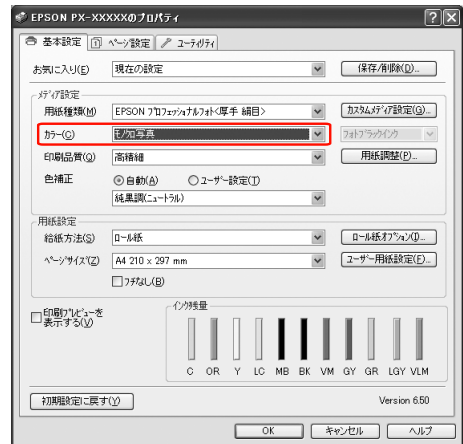 EPSON PX-XXXXXのプロパティ
基本設定 ページ設定 ユーティリティ
お気に入り(E) 現在の設定 保存/削除(D)...
メディア設定
用紙種類(M) EPSON プロフェッショナルフォト<厚手 絹目> カスタムメディア設定(G)...
カラー(C) モノクロ写真 フォトブラックインク
印刷品質(Q) 高精細 用紙調整(P)...
色補正 自動(A) ユーザー設定(T)
純黒調(ニュートラル)
用紙設定
給紙方法(S) ロール紙 ロール紙オプション(I)...
ページサイズ(Z) A4 210 x 297 mm ユーザー用紙設定(F)...
フチなし(B)
印刷プレビューを
表示する(V)
インク残量
C OR Y LC MB BK VM GY GR LGY VLM
初期設定に戻す(Y) Version 6.50
OK キャンセル ヘルプ